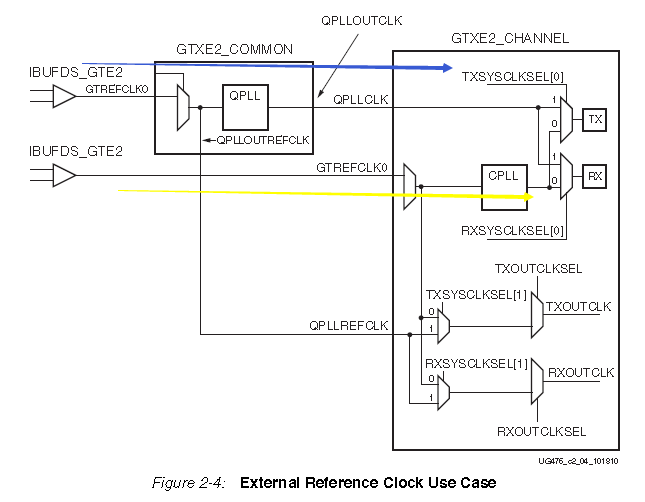 QPLLOUTCLK
GTXE2_COMMON
GTXE2_CHANNEL
IBUFDS_GTE2
GTREFCLK0
QPLL
QPLLCLK
QPLLOUTREFCLK
TXSYSCLKSEL[0]
1
0
TX
IBUFDS_GTE2
GTREFCLK0
CPLL
1
0
RX
RXSYSCLKSEL[0]
TXOUTCLKSEL
TXSYSCLKSEL[1]
TXOUTCLK
0
1
QPLLREFCLK
RXSYSCLKSEL[1]
RXOUTCLK
0
1
RXOUTCLKSEL
UG476_c2_04_101810
Figure 2-4: External Reference Clock Use Case